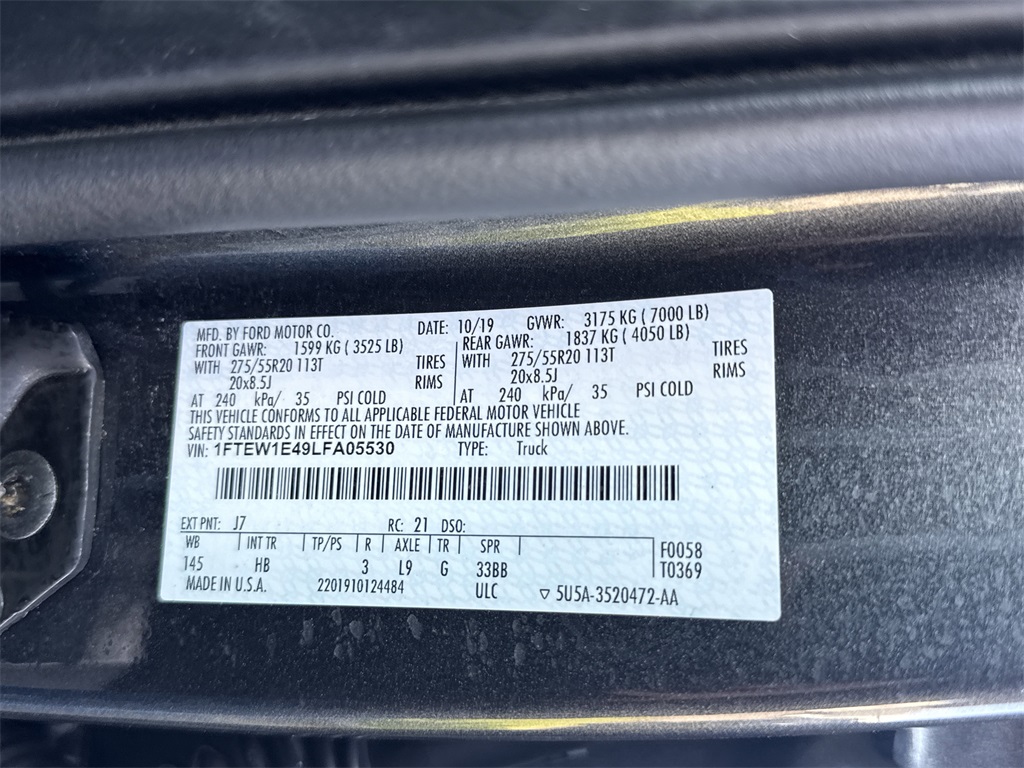 MFD. BY FORD MOTOR CO. DATE: 10/19 GVWR: 3175 KG ( 7000 LB)
FRONT GAWR: 1599 KG ( 3525 LB) REAR GAWR: 1837 KG ( 4050 LB)
WITH 275/55R20 113T TIRES WITH 275/55R20 113T TIRES
20x8.5J RIMS 20x8.5J RIMS
AT 240 kPa/ 35 PSI COLD AT 240 kPa/ 35 PSI COLD
THIS VEHICLE CONFORMS TO ALL APPLICABLE FEDERAL MOTOR VEHICLE
SAFETY STANDARDS IN EFFECT ON THE DATE OF MANUFACTURE SHOWN ABOVE.
VIN: 1FTEW1E49LFA05530 TYPE: Truck
EXT PNT: J7 RC: 21 DSO:
WB INT TR TP/PS R AXLE TR SPR F0058
145 HB 3 L9 G 33BB T0369
MADE IN U.S.A. 2201910124484 ULC ▽ 5U5A-3520472-AA